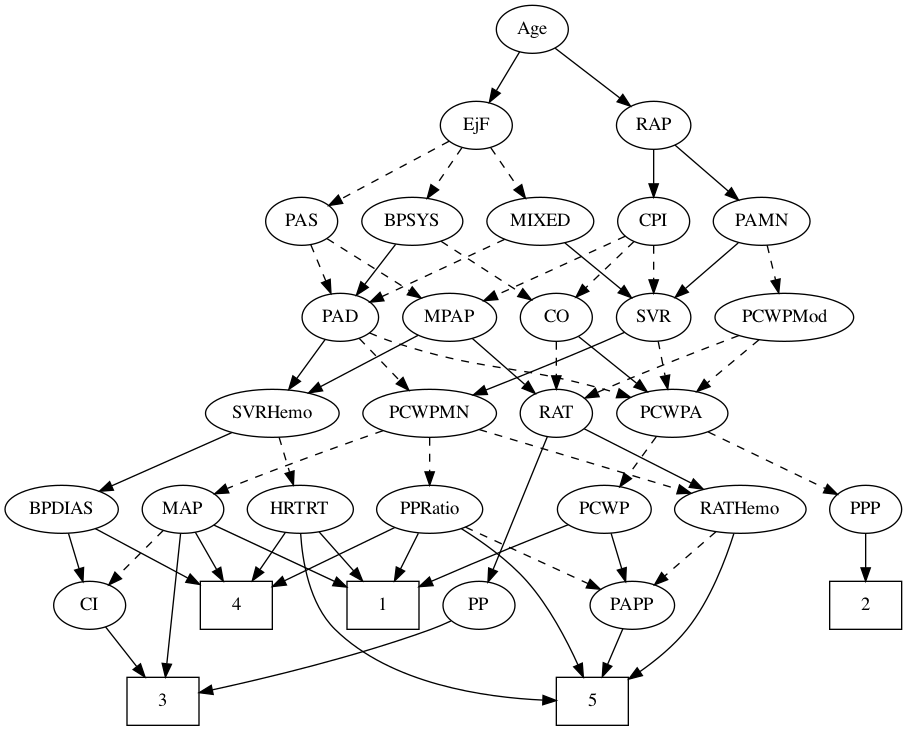 Age
EjF
RAP
PAS
BPSYS
MIXED
CPI
PAMN
PAD
MPAP
CO
SVR
PCWPMod
SVRHemo
PCWPMN
RAT
PCWPA
BPDIAS
MAP
HRTRT
PPRatio
PCWP
RATHemo
PPP
CI
4
1
PP
PAPP
2
3
5